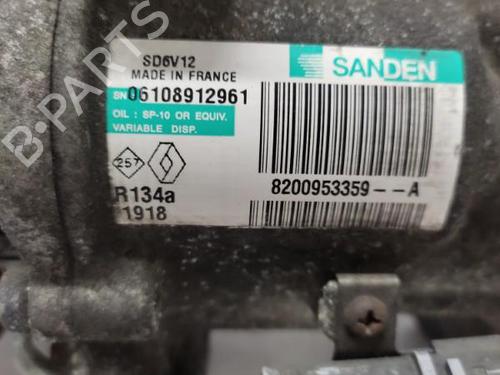 SD6V12
MADE IN FRANCE
SN 06108912961
OIL : SP-10 OR EQUIV.
VARIABLE DISP.
SANDEN
257
R134a
1918
8200953359--A
B-PARTS